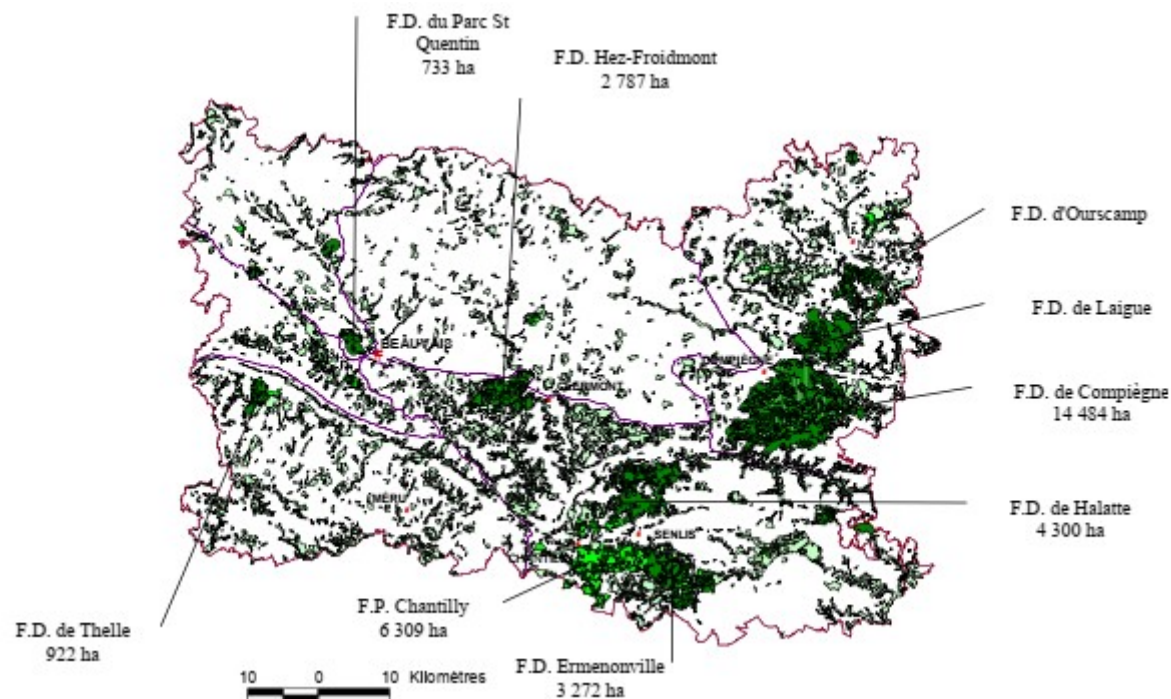 F.D. du Parc St
Quentin
733 ha
F.D. Hez-Froidmont
2 787 ha
F.D. d'Ourscamp
F.D. de Laigue
BEAUVAIS
COMPIÈGNE
CLERMONT
F.D. de Compiègne
14 484 ha
MÉRU
SENLIS
F.D. de Halatte
4 300 ha
F.P. Chantilly
6 309 ha
F.D. de Thelle
922 ha
F.D. Ermenonville
3 272 ha
10 0 10 Kilomètres